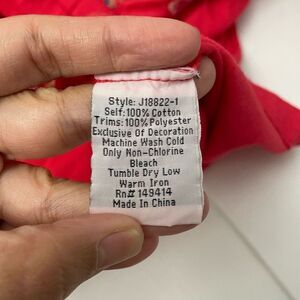 Style: J18822-1
Self:100% Cotton
Trims:100% Polyester
Exclusive Of Decoration
Machine Wash Cold
Only Non-Chlorine
Bleach
Tumble Dry Low
Warm Iron
Rn# 149414
Made In China